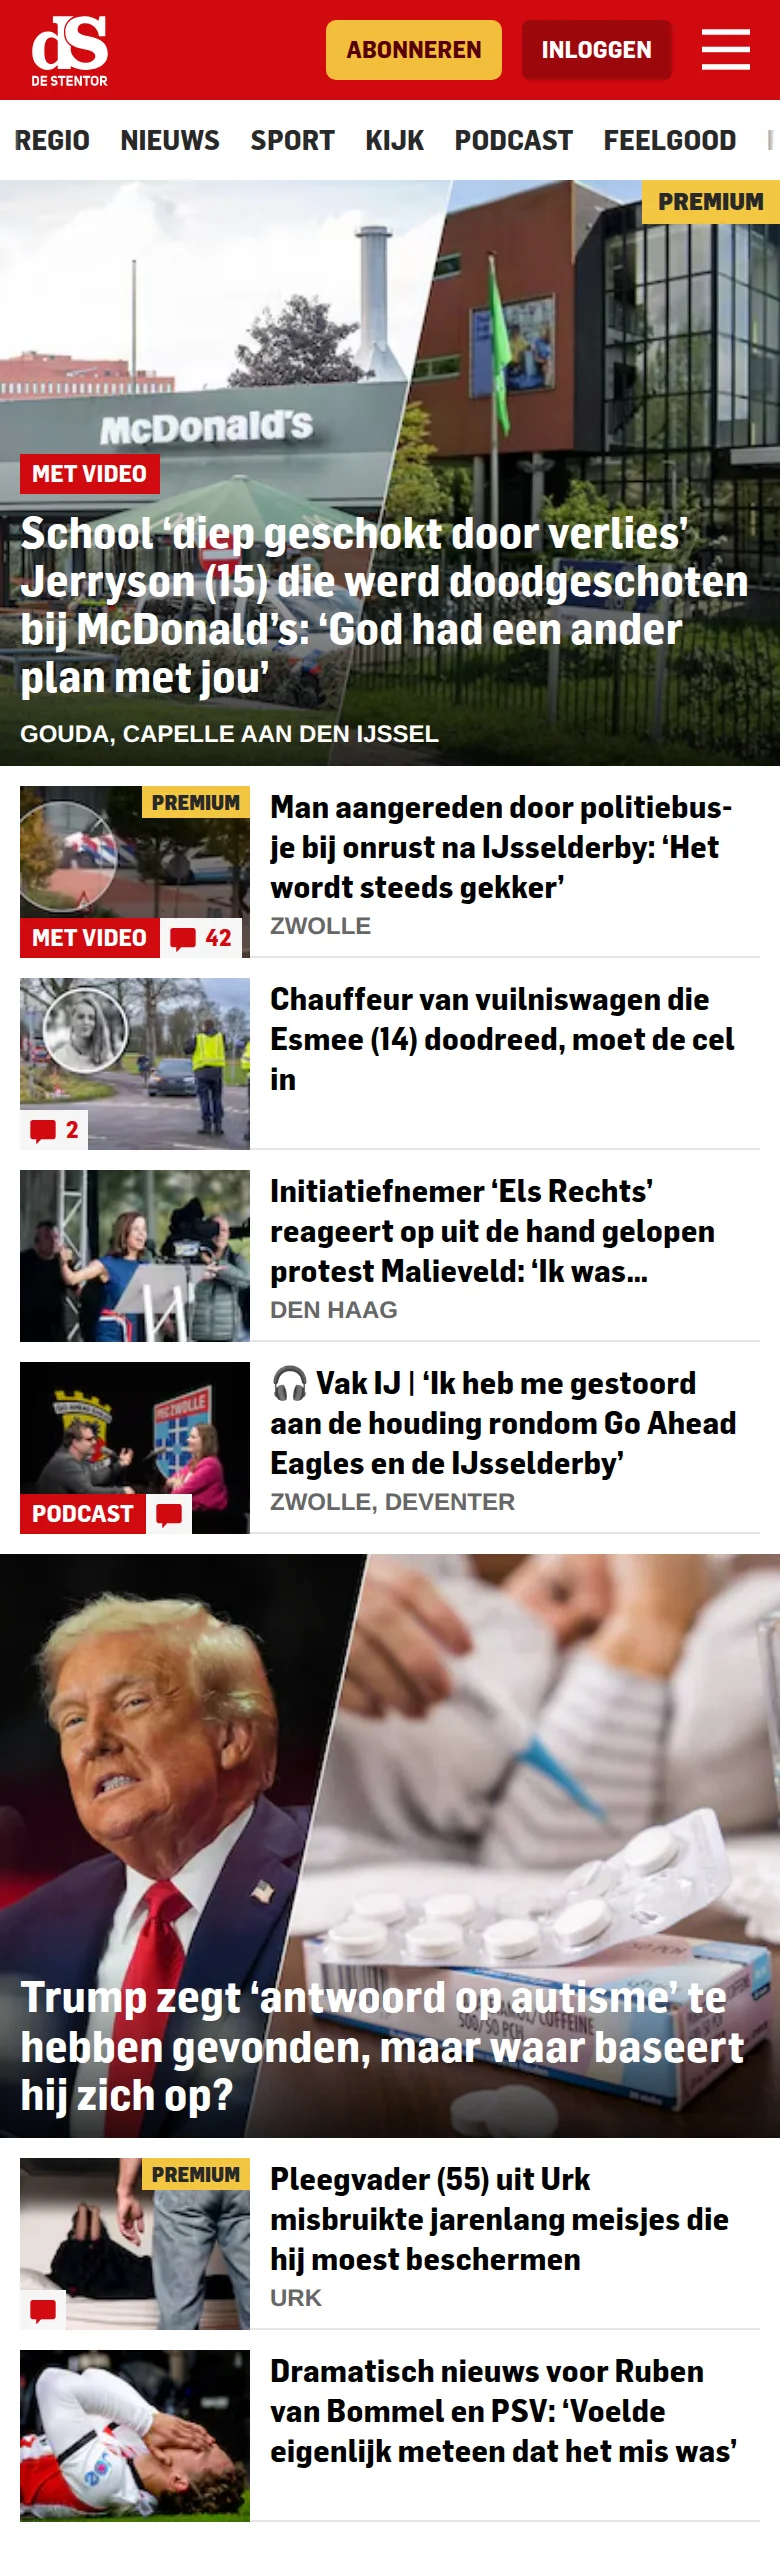 dS
DE STENTOR
ABONNEREN
INLOGGEN
REGIO NIEUWS SPORT KIJK PODCAST FEELGOOD
PREMIUM
McDonald's
MET VIDEO
School ‘diep geschokt door verlies’
Jerryson (15) die werd doodgeschoten
bij McDonald’s: ‘God had een ander
plan met jou’
GOUDA, CAPELLE AAN DEN IJSSEL
PREMIUM
MET VIDEO
42
Man aangereden door politiebus-
je bij onrust na IJsselderby: ‘Het
wordt steeds gekker’
ZWOLLE
2
Chauffeur van vuilniswagen die
Esmee (14) doodreed, moet de cel
in
Initiatiefnemer ‘Els Rechts’
reageert op uit de hand gelopen
protest Malieveld: ‘Ik was...
DEN HAAG
PEC ZWOLLE
PODCAST
🎧 Vak IJ | ‘Ik heb me gestoord
aan de houding rondom Go Ahead
Eagles en de IJsselderby’
ZWOLLE, DEVENTER
500/50 PCH
Trump zegt ‘antwoord op autisme’ te
hebben gevonden, maar waar baseert
hij zich op?
PREMIUM
Pleegvader (55) uit Urk
misbruikte jarenlang meisjes die
hij moest beschermen
URK
Dramatisch nieuws voor Ruben
van Bommel en PSV: ‘Voelde
eigenlijk meteen dat het mis was’